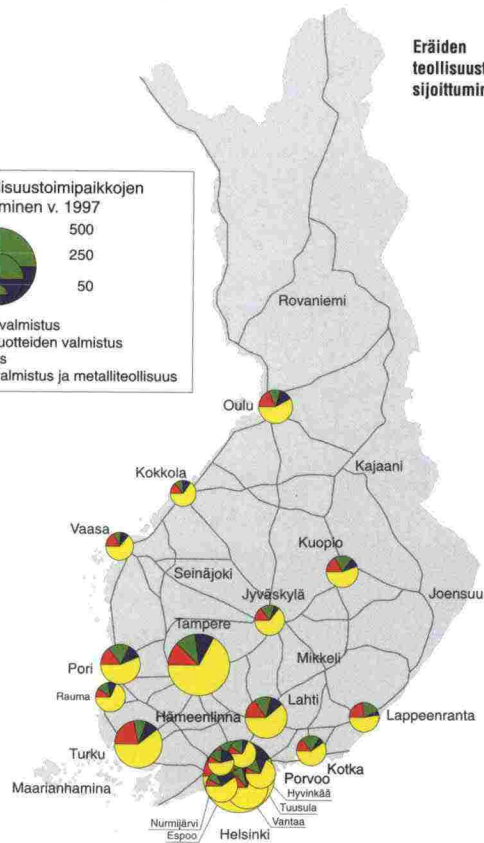 Eräiden
teollisuust
sijoittumin
isuustoimipaikkojen
minen v. 1997
500
250
50
valmistus
uotteiden valmistus
s
almistus ja metalliteollisuus
Rovaniemi
Oulu
Kajaani
Kokkola
Vaasa
Kuopio
Seinäjoki
Joensuu
Jyväskylä
Tampere
Mikkeli
Pori
Lahti
Rauma
Hämeenlinna
Lappeenranta
Turku
Kotka
Porvoo
Maarianhamina
Hyvinkää
Tuusula
Nurmijärvi
Vantaa
Espoo
Helsinki